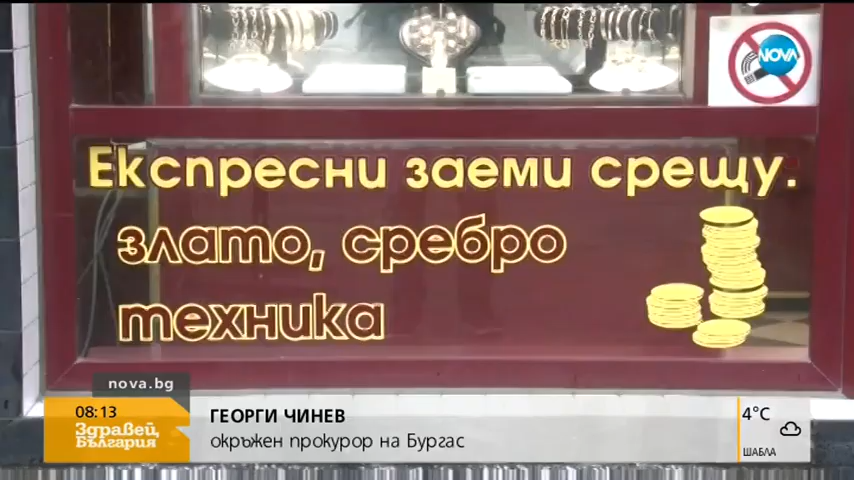 NOVA
Експресни заеми срещу:
злато, сребро
техника
nova.bg
08:13
Здравей,
България
ГЕОРГИ ЧИНЕВ
окръжен прокурор на Бургас
4°C
ШАБЛА